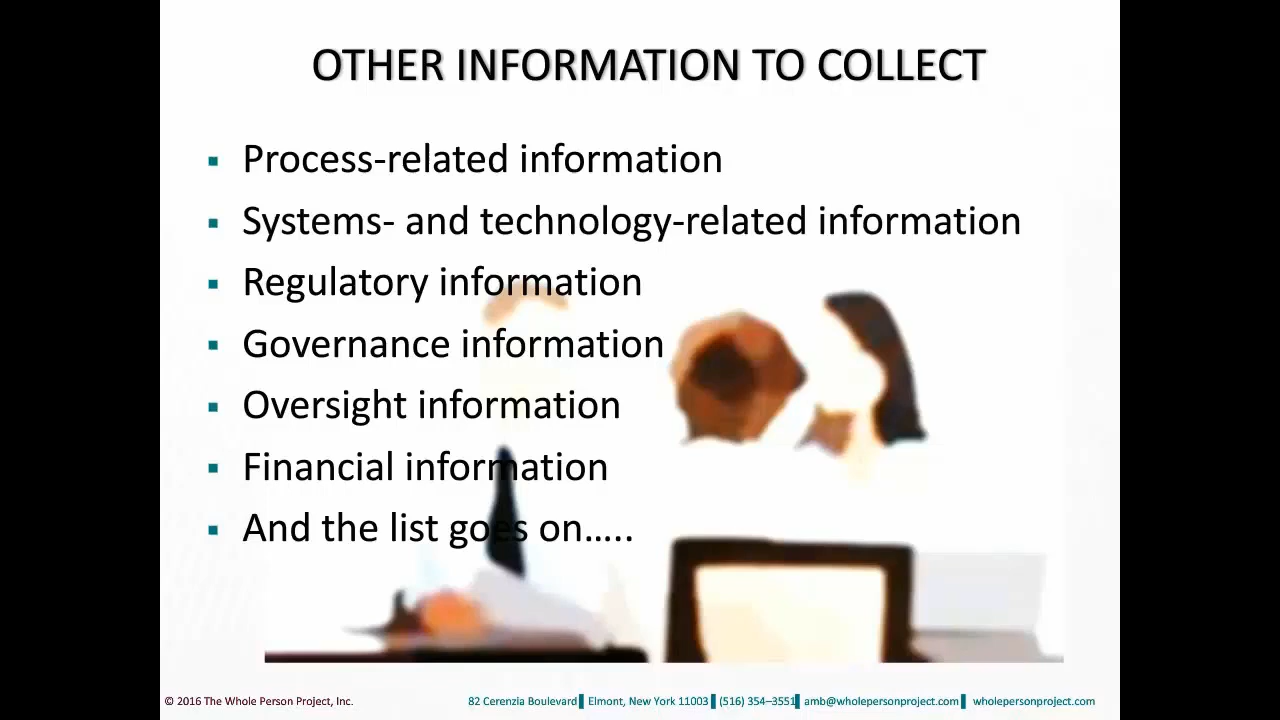 OTHER INFORMATION TO COLLECT
▪ Process-related information
▪ Systems- and technology-related information
▪ Regulatory information
▪ Governance information
▪ Oversight information
▪ Financial information
▪ And the list goes on…..
© 2016 The Whole Person Project, Inc. 82 Cerenzia Boulevard▐ Elmont, New York 11003▐ (516) 354–3551▐ amb@wholepersonproject.com▐ wholepersonproject.com